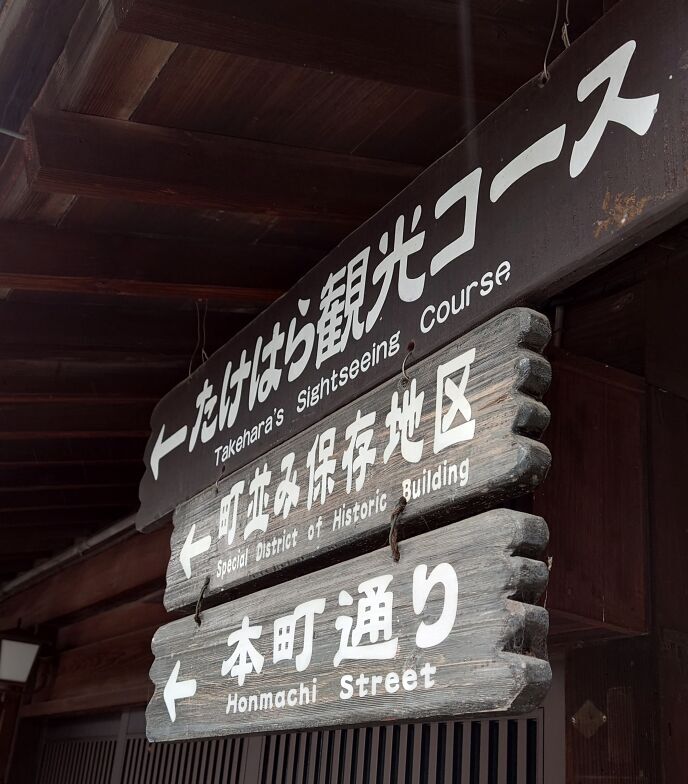 ←たけはら観光コース
Takehara's Sightseeing Course
←町並み保存地区
Special District of Historic Building
←本町通り
Honmachi Street